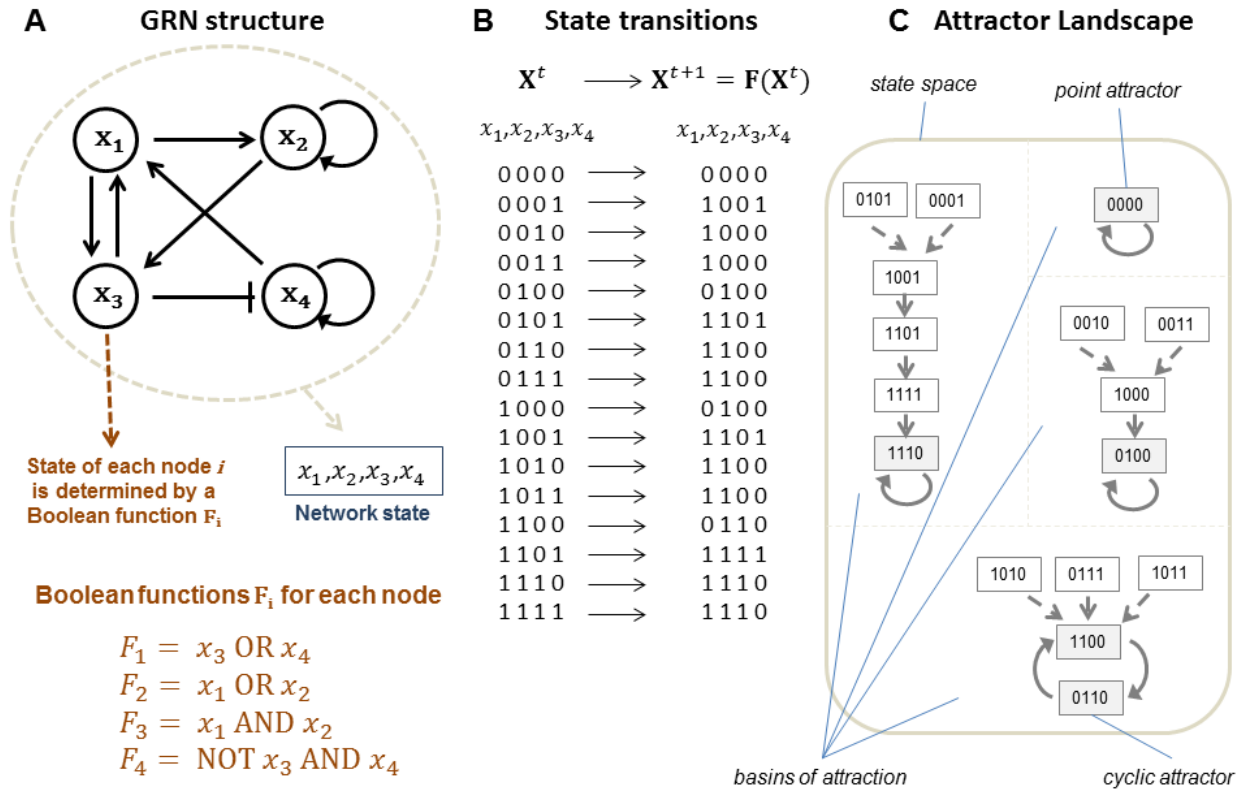 A GRN structure
x₁
x₂
x₃
x₄
State of each node i
is determined by a
Boolean function Fᵢ
x₁,x₂,x₃,x₄
Network state
Boolean functions Fᵢ for each node
F₁ = x₃ OR x₄
F₂ = x₁ OR x₂
F₃ = x₁ AND x₂
F₄ = NOT x₃ AND x₄
B State transitions
Xᵗ ⟶ Xᵗ⁺¹ = F(Xᵗ)
x₁,x₂,x₃,x₄ x₁,x₂,x₃,x₄
0000 ⟶ 0000
0001 ⟶ 1001
0010 ⟶ 1000
0011 ⟶ 1000
0100 ⟶ 0100
0101 ⟶ 1101
0110 ⟶ 1100
0111 ⟶ 1100
1000 ⟶ 0100
1001 ⟶ 1101
1010 ⟶ 1100
1011 ⟶ 1100
1100 ⟶ 0110
1101 ⟶ 1111
1110 ⟶ 1110
1111 ⟶ 1110
C Attractor Landscape
state space
point attractor
0101 0001
1001
1101
1111
1110
0000
0010 0011
1000
0100
1010 0111 1011
1100
0110
basins of attraction
cyclic attractor